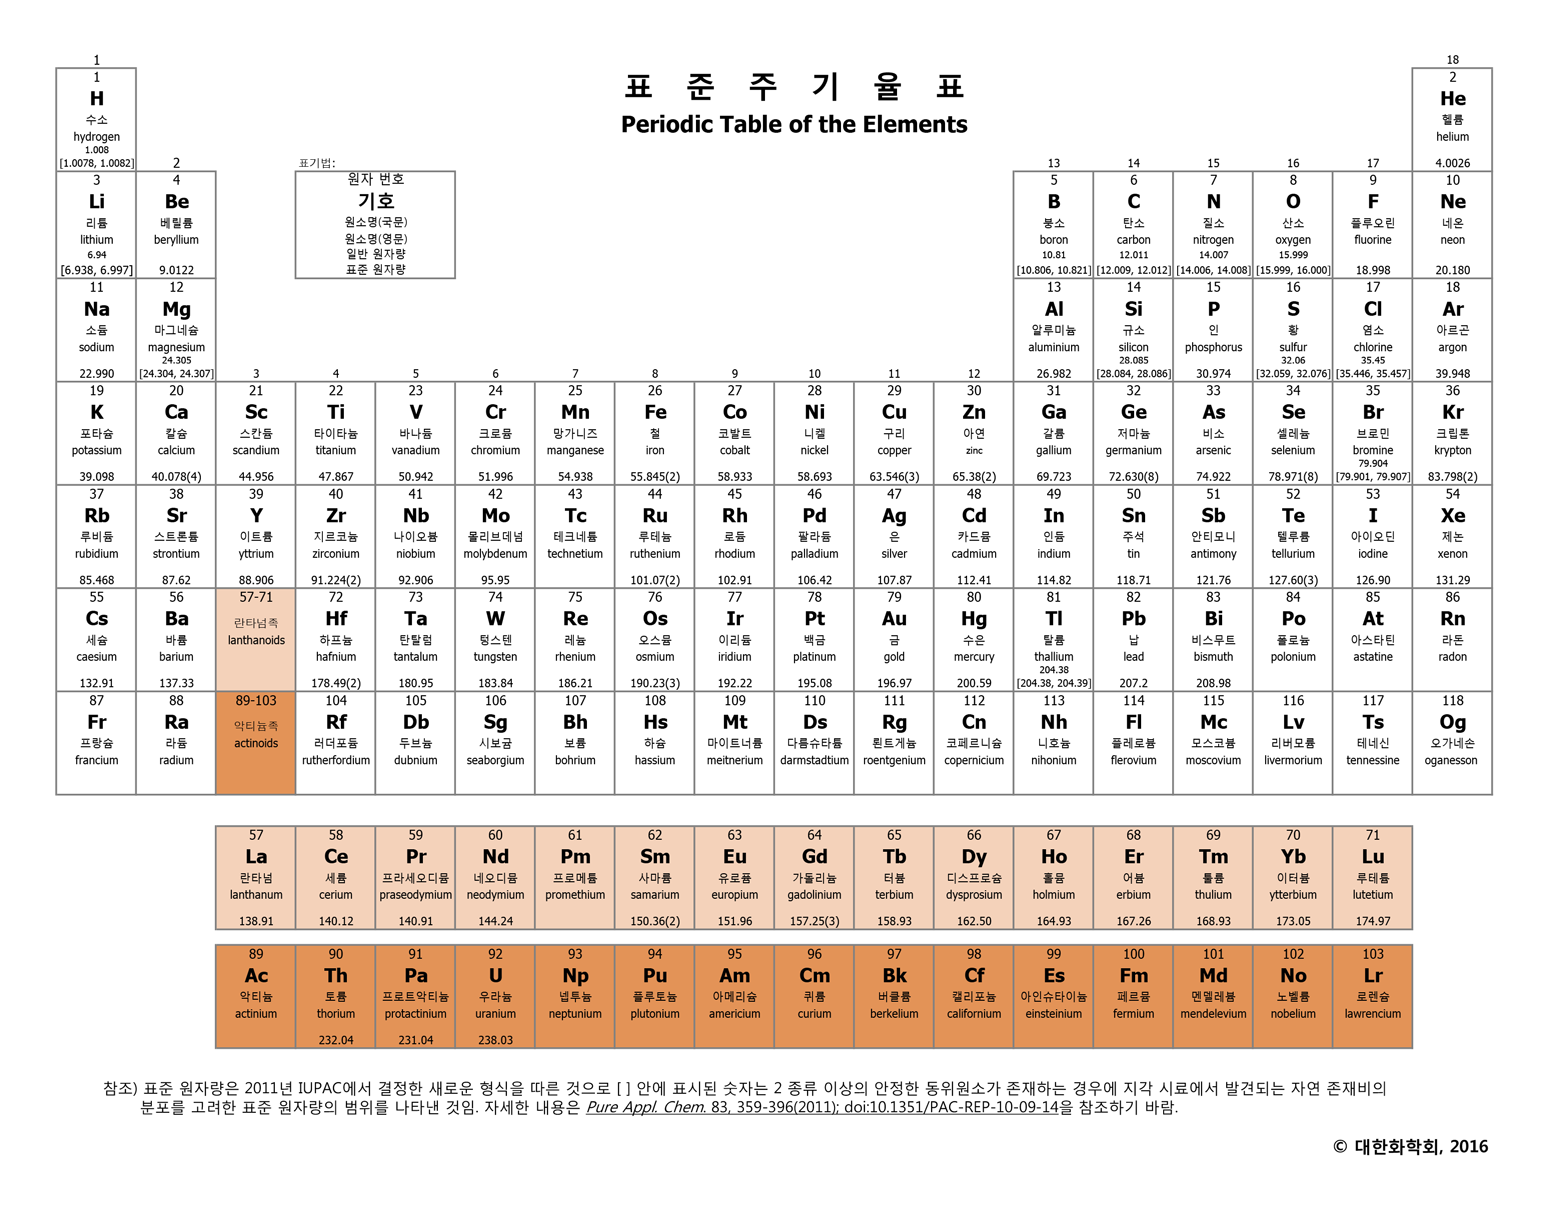 표 준 주 기 율 표
Periodic Table of the Elements
1 18
1 2
H He
수소 헬륨
hydrogen helium
1.008
[1.0078, 1.0082] 2 표기법: 13 14 15 16 17 4.0026
3 4 원자 번호 5 6 7 8 9 10
Li Be 기호 B C N O F Ne
리튬 베릴륨 원소명(국문) 붕소 탄소 질소 산소 플루오린 네온
lithium beryllium 원소명(영문) boron carbon nitrogen oxygen fluorine neon
6.94 일반 원자량 10.81 12.011 14.007 15.999
[6.938, 6.997] 9.0122 표준 원자량 [10.806, 10.821] [12.009, 12.012] [14.006, 14.008] [15.999, 16.000] 18.998 20.180
11 12 13 14 15 16 17 18
Na Mg Al Si P S Cl Ar
소듐 마그네슘 알루미늄 규소 인 황 염소 아르곤
sodium magnesium aluminium silicon phosphorus sulfur chlorine argon
24.305 28.085 32.06 35.45
22.990 [24.304, 24.307] 3 4 5 6 7 8 9 10 11 12 26.982 [28.084, 28.086] 30.974 [32.059, 32.076] [35.446, 35.457] 39.948
19 20 21 22 23 24 25 26 27 28 29 30 31 32 33 34 35 36
K Ca Sc Ti V Cr Mn Fe Co Ni Cu Zn Ga Ge As Se Br Kr
포타슘 칼슘 스칸듐 타이타늄 바나듐 크로뮴 망가니즈 철 코발트 니켈 구리 아연 갈륨 저마늄 비소 셀레늄 브로민 크립톤
potassium calcium scandium titanium vanadium chromium manganese iron cobalt nickel copper zinc gallium germanium arsenic selenium bromine krypton
79.904
39.098 40.078(4) 44.956 47.867 50.942 51.996 54.938 55.845(2) 58.933 58.693 63.546(3) 65.38(2) 69.723 72.630(8) 74.922 78.971(8) [79.901, 79.907] 83.798(2)
37 38 39 40 41 42 43 44 45 46 47 48 49 50 51 52 53 54
Rb Sr Y Zr Nb Mo Tc Ru Rh Pd Ag Cd In Sn Sb Te I Xe
루비듐 스트론튬 이트륨 지르코늄 나이오븀 몰리브데넘 테크네튬 루테늄 로듐 팔라듐 은 카드뮴 인듐 주석 안티모니 텔루륨 아이오딘 제논
rubidium strontium yttrium zirconium niobium molybdenum technetium ruthenium rhodium palladium silver cadmium indium tin antimony tellurium iodine xenon
85.468 87.62 88.906 91.224(2) 92.906 95.95 101.07(2) 102.91 106.42 107.87 112.41 114.82 118.71 121.76 127.60(3) 126.90 131.29
55 56 57-71 72 73 74 75 76 77 78 79 80 81 82 83 84 85 86
Cs Ba Hf Ta W Re Os Ir Pt Au Hg Tl Pb Bi Po At Rn
세슘 바륨 란타넘족 하프늄 탄탈럼 텅스텐 레늄 오스뮴 이리듐 백금 금 수은 탈륨 납 비스무트 폴로늄 아스타틴 라돈
caesium barium lanthanoids hafnium tantalum tungsten rhenium osmium iridium platinum gold mercury thallium lead bismuth polonium astatine radon
204.38
132.91 137.33 178.49(2) 180.95 183.84 186.21 190.23(3) 192.22 195.08 196.97 200.59 [204.38, 204.39] 207.2 208.98
87 88 89-103 104 105 106 107 108 109 110 111 112 113 114 115 116 117 118
Fr Ra Rf Db Sg Bh Hs Mt Ds Rg Cn Nh Fl Mc Lv Ts Og
프랑슘 라듐 악티늄족 러더포듐 두브늄 시보귬 보륨 하슘 마이트너륨 다름슈타튬 뢴트게늄 코페르니슘 니호늄 플레로븀 모스코븀 리버모륨 테네신 오가네손
francium radium actinoids rutherfordium dubnium seaborgium bohrium hassium meitnerium darmstadtium roentgenium copernicium nihonium flerovium moscovium livermorium tennessine oganesson
57 58 59 60 61 62 63 64 65 66 67 68 69 70 71
La Ce Pr Nd Pm Sm Eu Gd Tb Dy Ho Er Tm Yb Lu
란타넘 세륨 프라세오디뮴 네오디뮴 프로메튬 사마륨 유로퓸 가돌리늄 터븀 디스프로슘 홀뮴 어븀 툴륨 이터븀 루테튬
lanthanum cerium praseodymium neodymium promethium samarium europium gadolinium terbium dysprosium holmium erbium thulium ytterbium lutetium
138.91 140.12 140.91 144.24 150.36(2) 151.96 157.25(3) 158.93 162.50 164.93 167.26 168.93 173.05 174.97
89 90 91 92 93 94 95 96 97 98 99 100 101 102 103
Ac Th Pa U Np Pu Am Cm Bk Cf Es Fm Md No Lr
악티늄 토륨 프로트악티늄 우라늄 넵투늄 플루토늄 아메리슘 퀴륨 버클륨 캘리포늄 아인슈타이늄 페르뮴 멘델레븀 노벨륨 로렌슘
actinium thorium protactinium uranium neptunium plutonium americium curium berkelium californium einsteinium fermium mendelevium nobelium lawrencium
232.04 231.04 238.03
참조) 표준 원자량은 2011년 IUPAC에서 결정한 새로운 형식을 따른 것으로 [ ] 안에 표시된 숫자는 2 종류 이상의 안정한 동위원소가 존재하는 경우에 지각 시료에서 발견되는 자연 존재비의
분포를 고려한 표준 원자량의 범위를 나타낸 것임. 자세한 내용은 Pure Appl. Chem. 83, 359-396(2011); doi:10.1351/PAC-REP-10-09-14을 참조하기 바람.
© 대한화학회, 2016